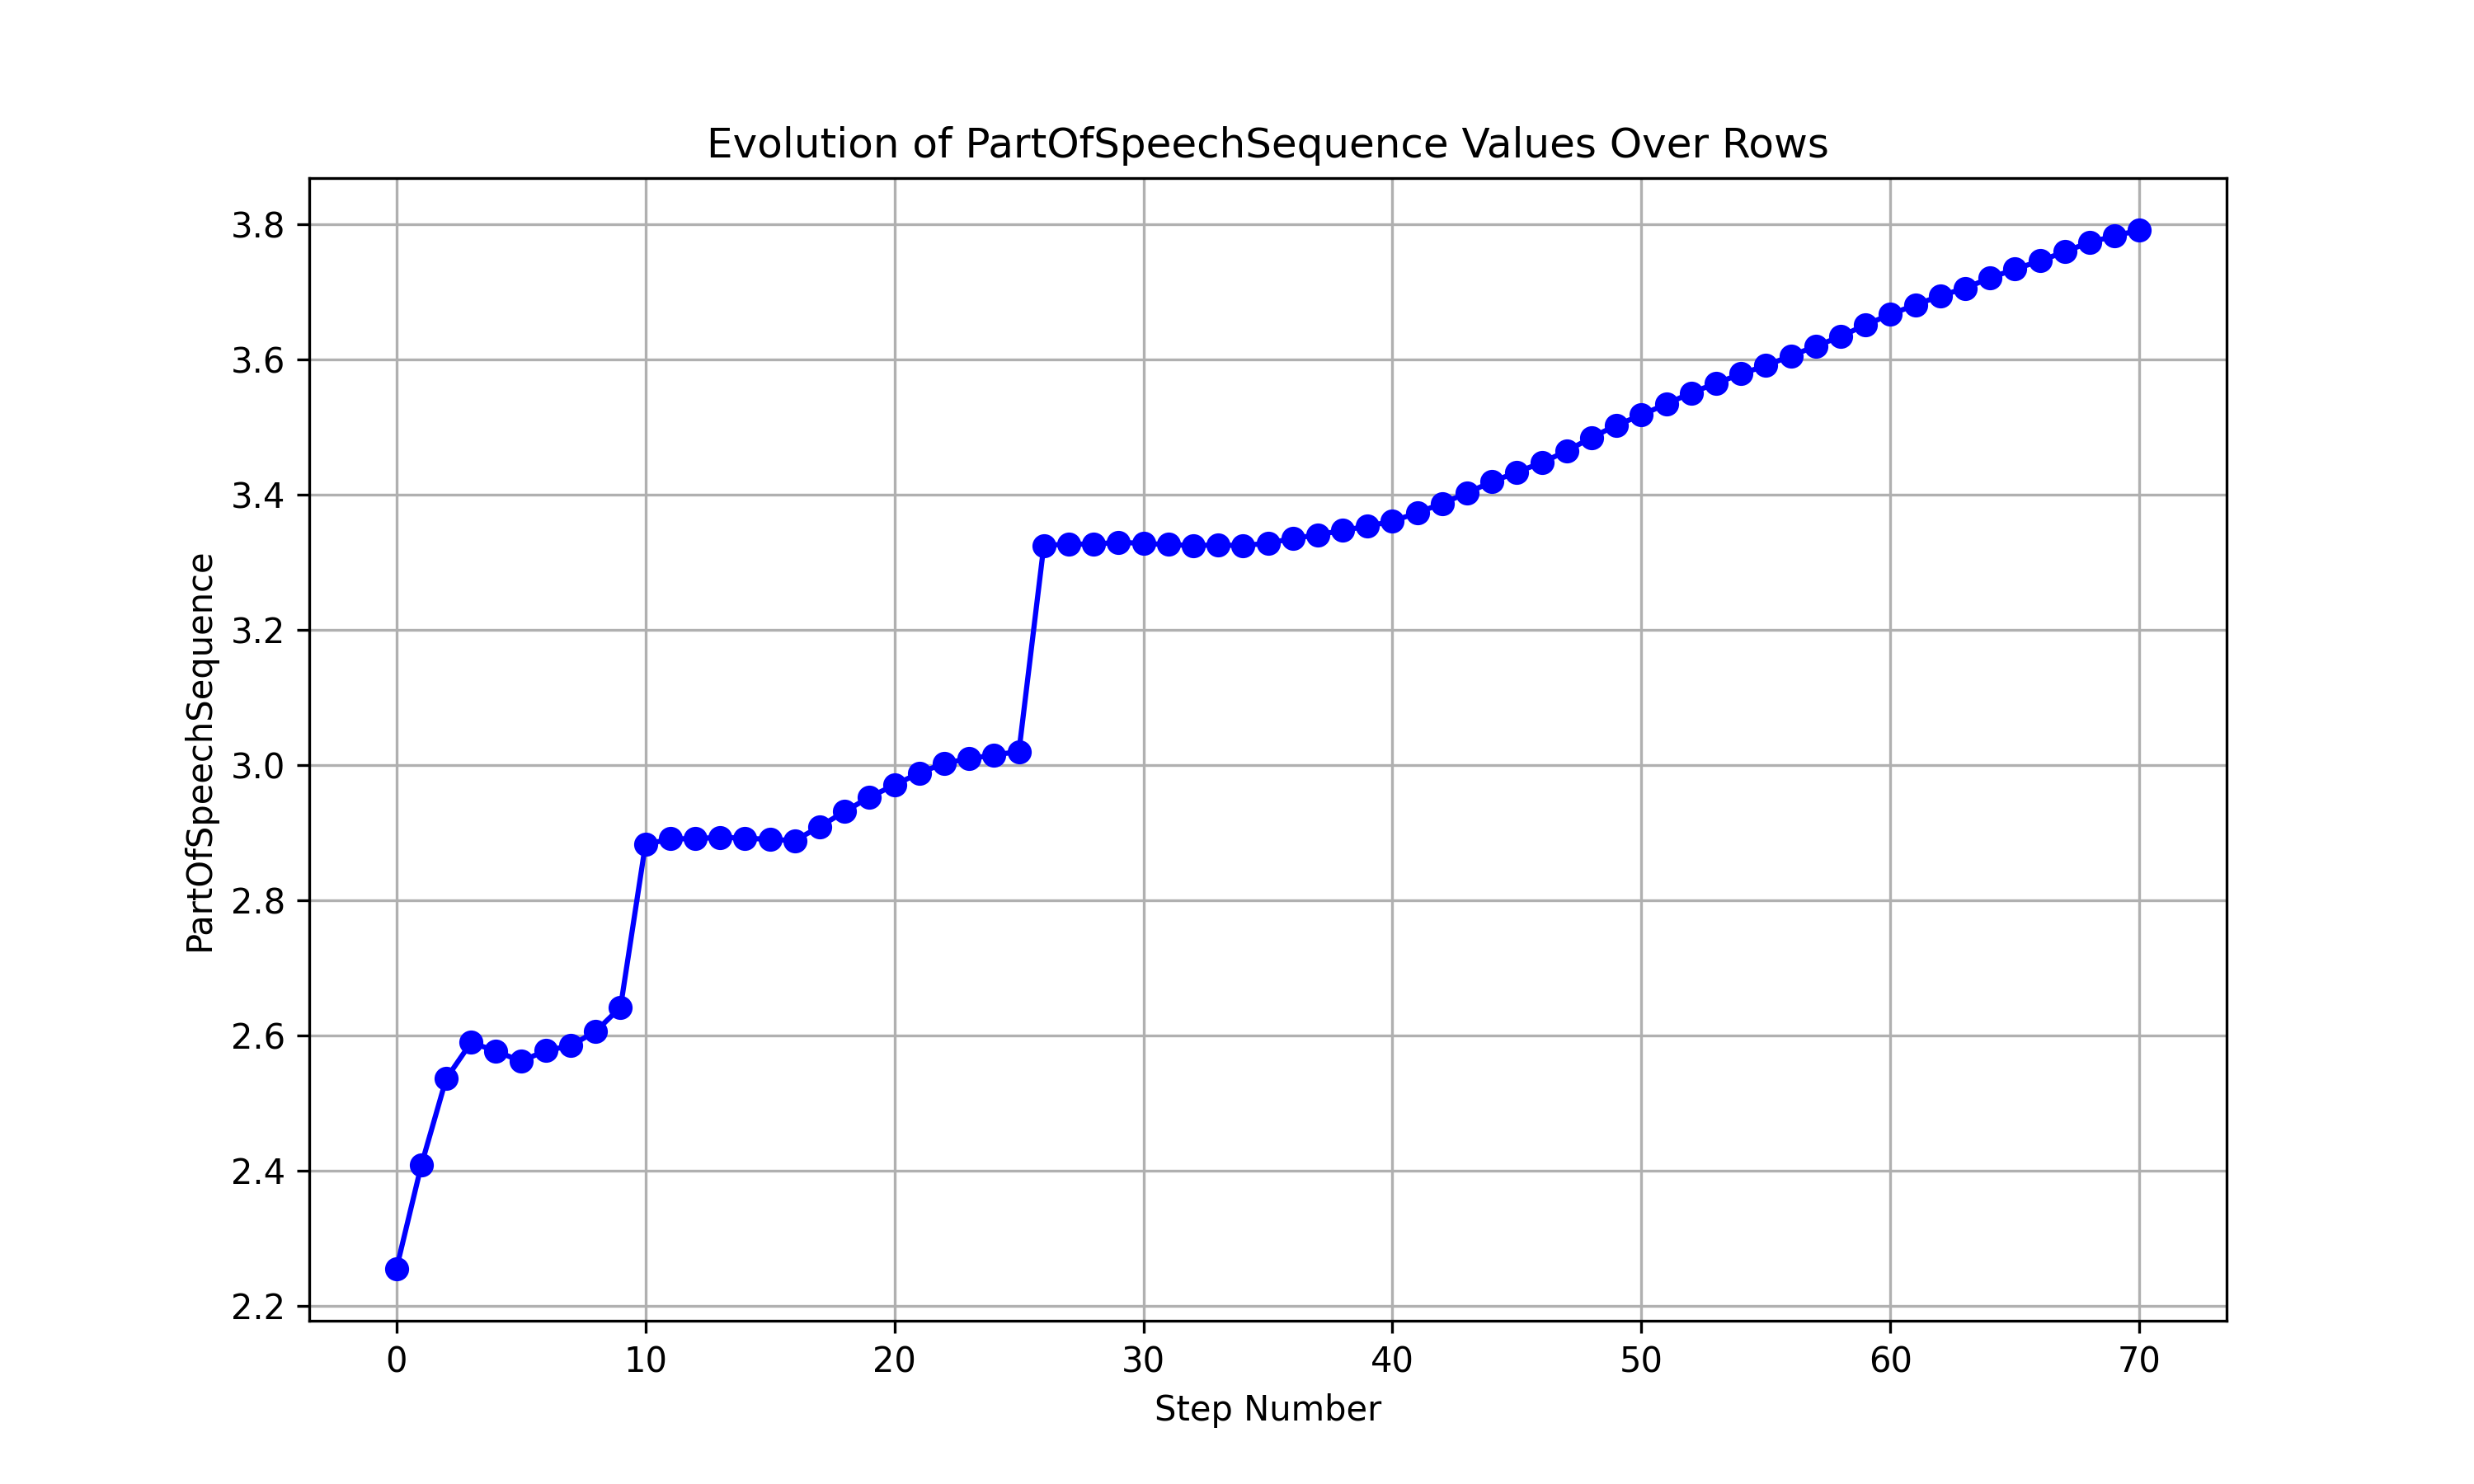 Evolution of PartOfSpeechSequence Values Over Rows
PartOfSpeechSequence
3.8
3.6
3.4
3.2
3.0
2.8
2.6
2.4
2.2
0 10 20 30 40 50 60 70
Step Number